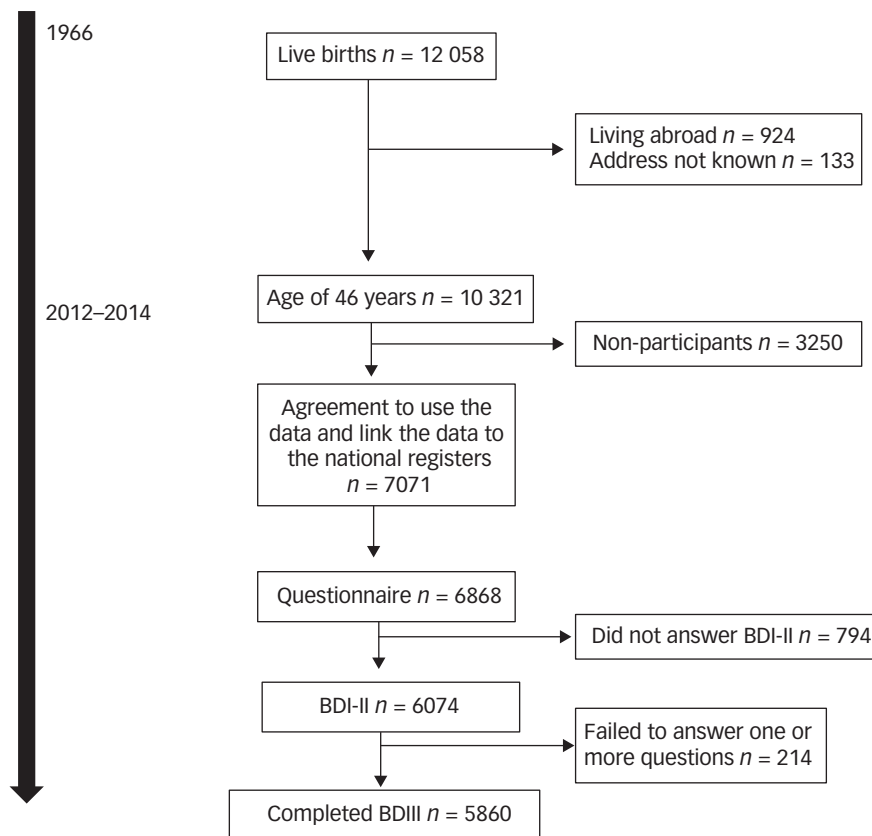 1966
Live births n = 12 058
Living abroad n = 924
Address not known n = 133
Age of 46 years n = 10 321
2012–2014
Non-participants n = 3250
Agreement to use the
data and link the data to
the national registers
n = 7071
Questionnaire n = 6868
Did not answer BDI-II n = 794
BDI-II n = 6074
Failed to answer one or
more questions n = 214
Completed BDIII n = 5860